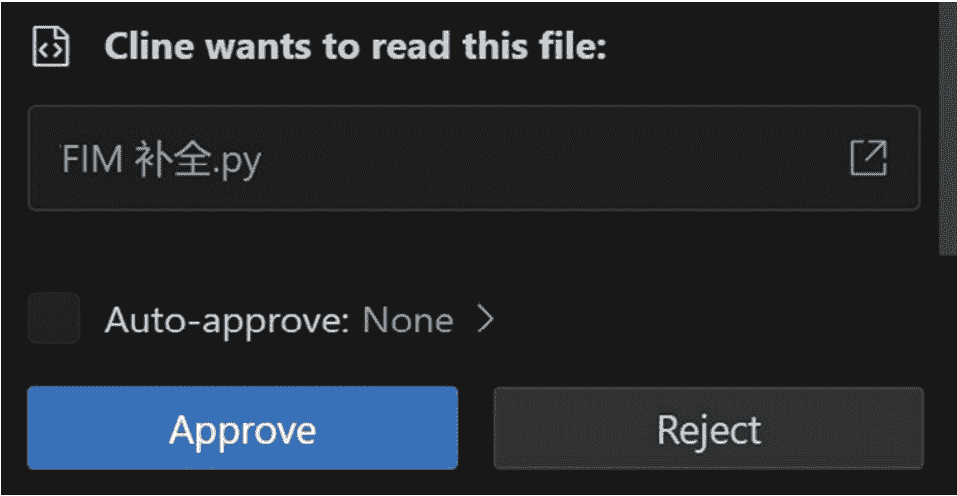 Cline wants to read this file:
FIM 补全.py
Auto-approve: None >
Approve
Reject